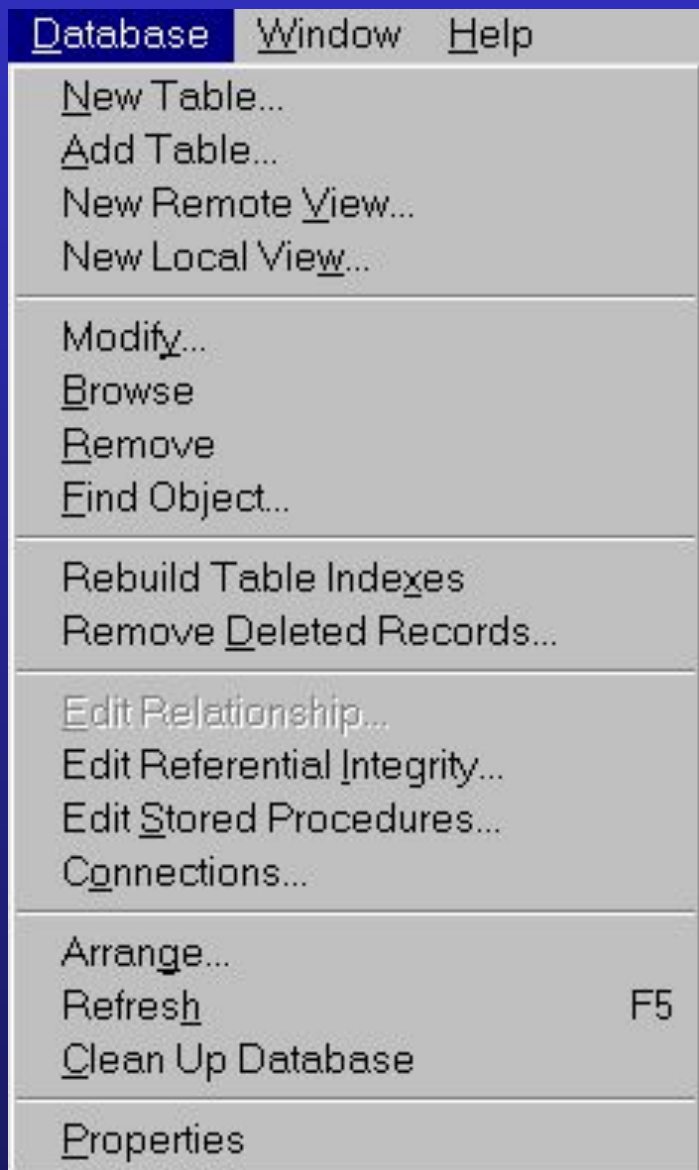 Database Window Help
New Table...
Add Table...
New Remote View...
New Local View...
Modify...
Browse
Remove
Find Object...
Rebuild Table Indexes
Remove Deleted Records...
Edit Relationship...
Edit Referential Integrity...
Edit Stored Procedures...
Connections...
Arrange...
Refresh F5
Clean Up Database
Properties